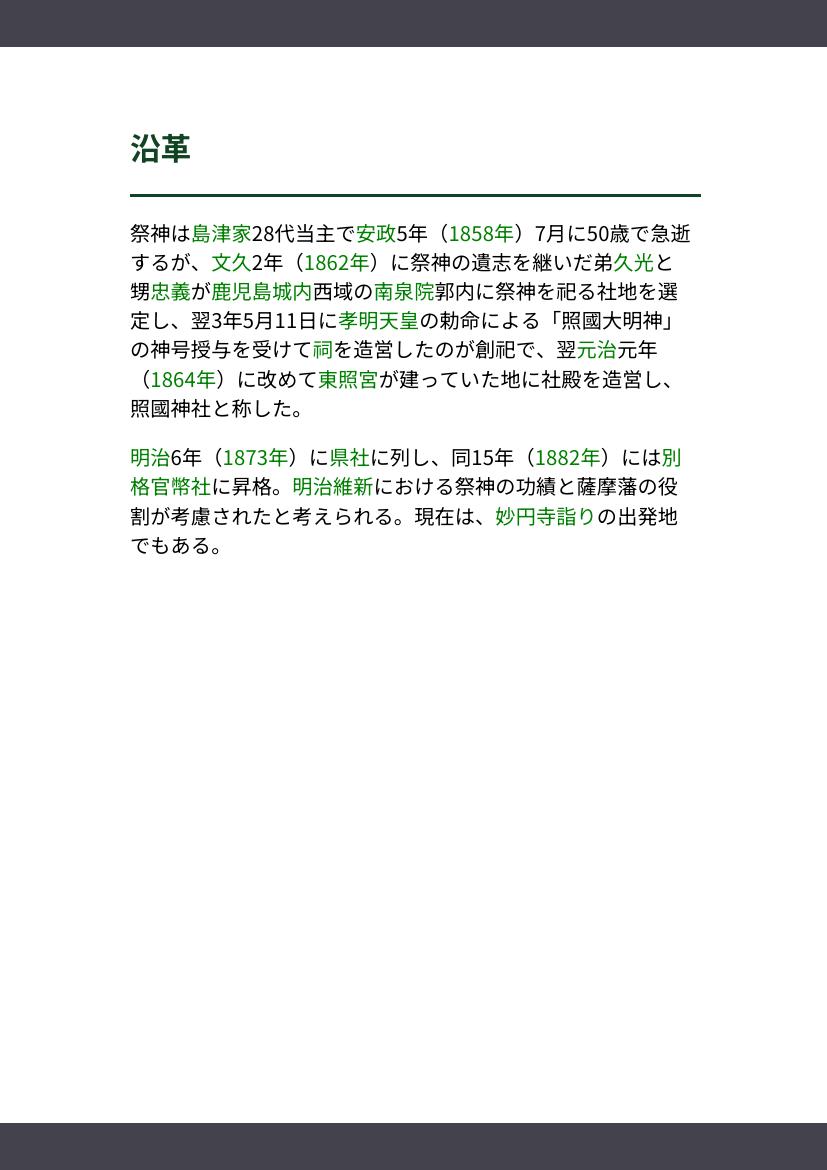 沿革
祭神は島津家28代当主で安政5年（1858年）7月に50歳で急逝
するが、文久2年（1862年）に祭神の遺志を継いだ弟久光と
甥忠義が鹿児島城内西域の南泉院郭内に祭神を祀る社地を選
定し、翌3年5月11日に孝明天皇の勅命による「照國大明神」
の神号授与を受けて祠を造営したのが創祀で、翌元治元年
（1864年）に改めて東照宮が建っていた地に社殿を造営し、
照國神社と称した。
明治6年（1873年）に県社に列し、同15年（1882年）には別
格官幣社に昇格。明治維新における祭神の功績と薩摩藩の役
割が考慮されたと考えられる。現在は、妙円寺詣りの出発地
でもある。